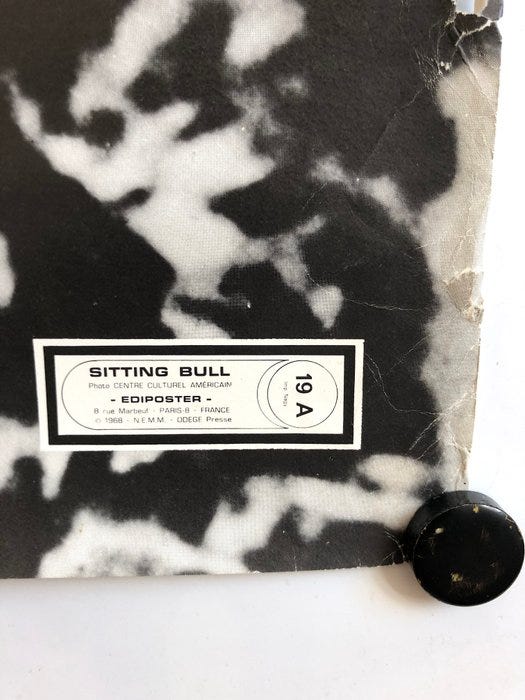 SITTING BULL
Photo CENTRE CULTUREL AMÉRICAIN
- EDIPOSTER -
8 rue Marbeuf - PARIS-8 - FRANCE
© 1968 - N.E.M.M. - ODEGE Presse
19 A